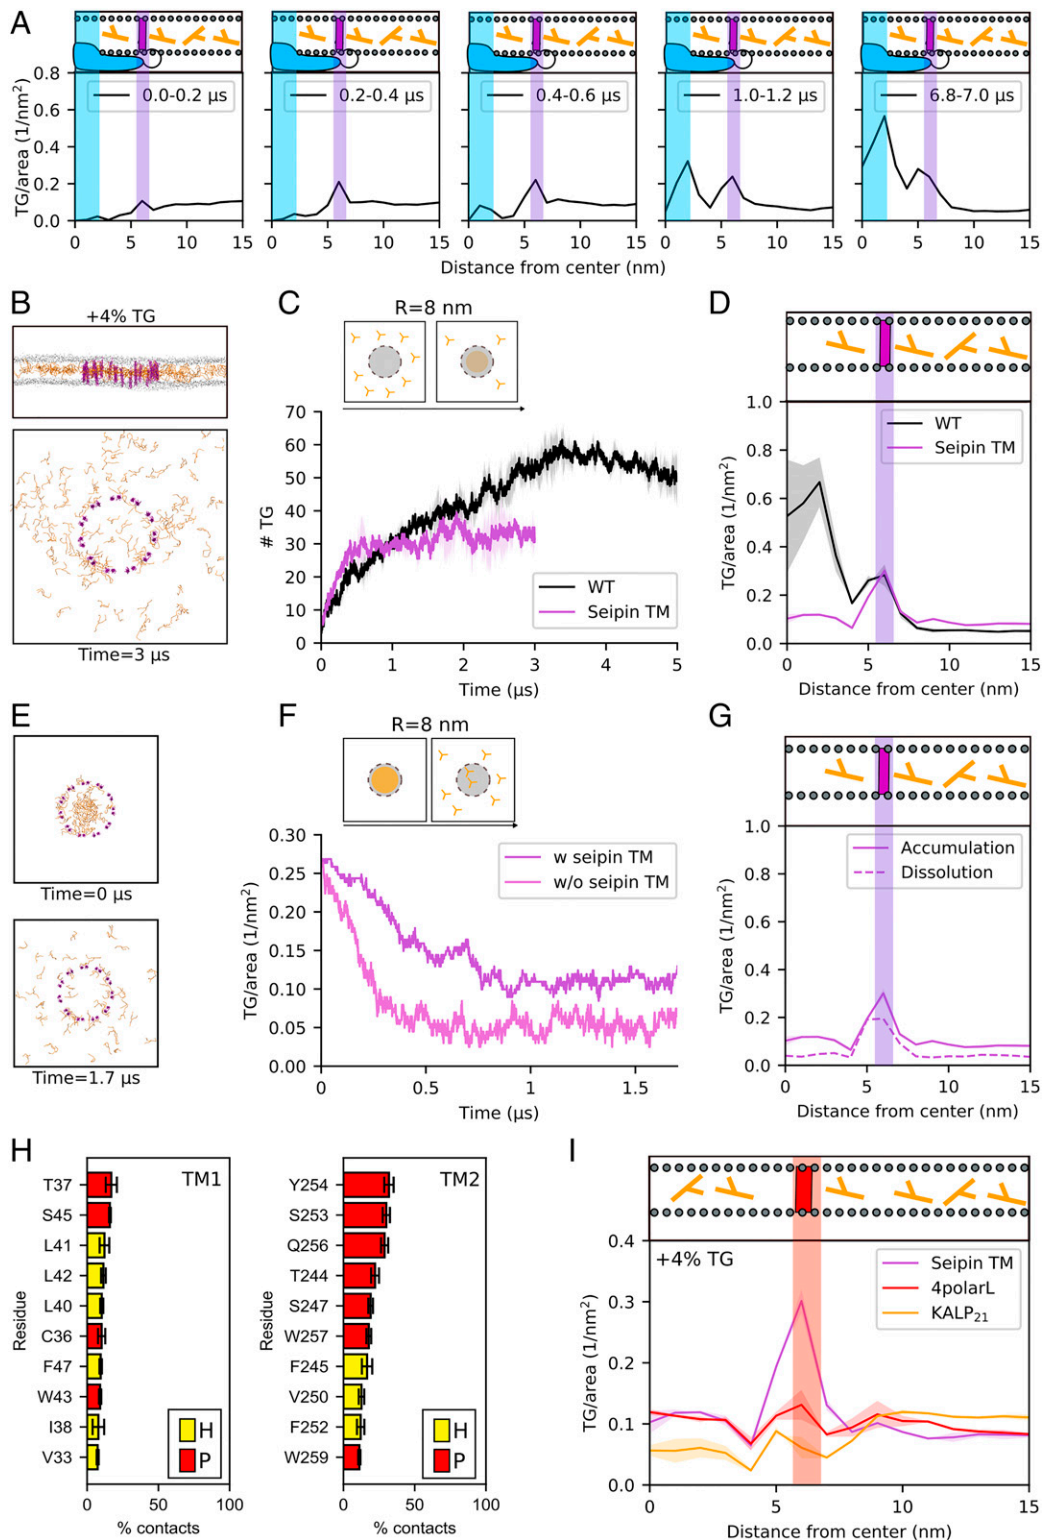 A
0.0-0.2 μs
0.2-0.4 μs
0.4-0.6 μs
1.0-1.2 μs
6.8-7.0 μs
TG/area (1/nm²)
0.8
0.6
0.4
0.2
0.0
0 5 10 15
0 5 10 15
0 5 10 15
0 5 10 15
0 5 10 15
Distance from center (nm)
B
+4% TG
Time=3 μs
C
R=8 nm
# TG
70
60
50
40
30
20
10
0
WT
Seipin TM
0 1 2 3 4 5
Time (μs)
D
TG/area (1/nm²)
1.0
0.8
0.6
0.4
0.2
0.0
WT
Seipin TM
0 5 10 15
Distance from center (nm)
E
Time=0 μs
Time=1.7 μs
F
R=8 nm
TG/area (1/nm²)
0.30
0.25
0.20
0.15
0.10
0.05
0.00
w seipin TM
w/o seipin TM
0 0.5 1 1.5
Time (μs)
G
TG/area (1/nm²)
1.0
0.8
0.6
0.4
0.2
0.0
Accumulation
Dissolution
0 5 10 15
Distance from center (nm)
H
TM1
Residue
T37
S45
L41
L42
L40
C36
F47
W43
I38
V33
H
P
0 100
% contacts
TM2
Residue
Y254
S253
Q256
T244
S247
W257
F245
V250
F252
W259
H
P
0 100
% contacts
I
+4% TG
TG/area (1/nm²)
0.4
0.3
0.2
0.1
0.0
Seipin TM
4polarL
KALP₂₁
0 5 10 15
Distance from center (nm)